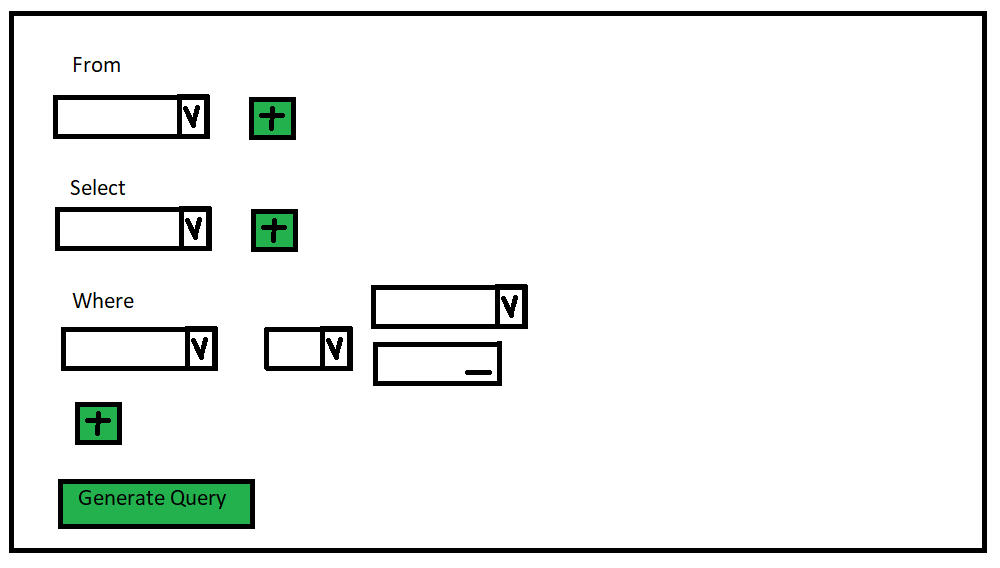 From
V
+
Select
V
+
Where
V
V
V
+
Generate Query